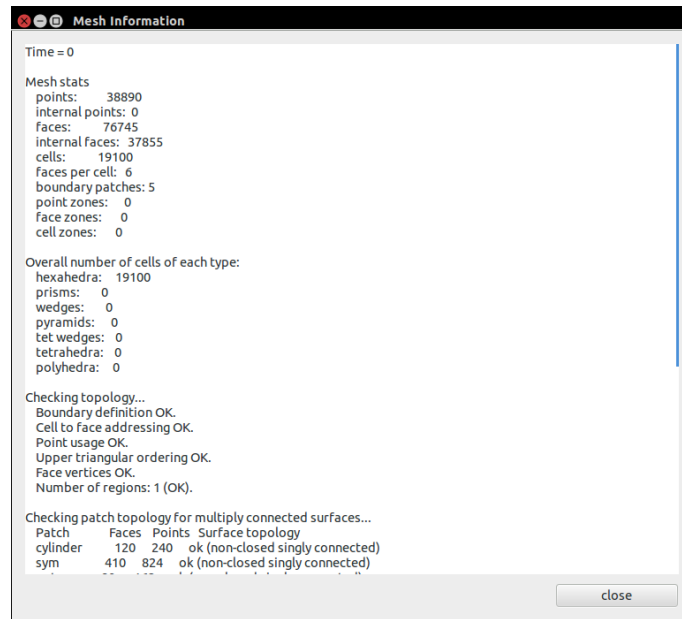 Mesh Information
Time = 0
Mesh stats
points: 38890
internal points: 0
faces: 76745
internal faces: 37855
cells: 19100
faces per cell: 6
boundary patches: 5
point zones: 0
face zones: 0
cell zones: 0
Overall number of cells of each type:
hexahedra: 19100
prisms: 0
wedges: 0
pyramids: 0
tet wedges: 0
tetrahedra: 0
polyhedra: 0
Checking topology...
Boundary definition OK.
Cell to face addressing OK.
Point usage OK.
Upper triangular ordering OK.
Face vertices OK.
Number of regions: 1 (OK).
Checking patch topology for multiply connected surfaces...
Patch Faces Points Surface topology
cylinder 120 240 ok (non-closed singly connected)
sym 410 824 ok (non-closed singly connected)
close